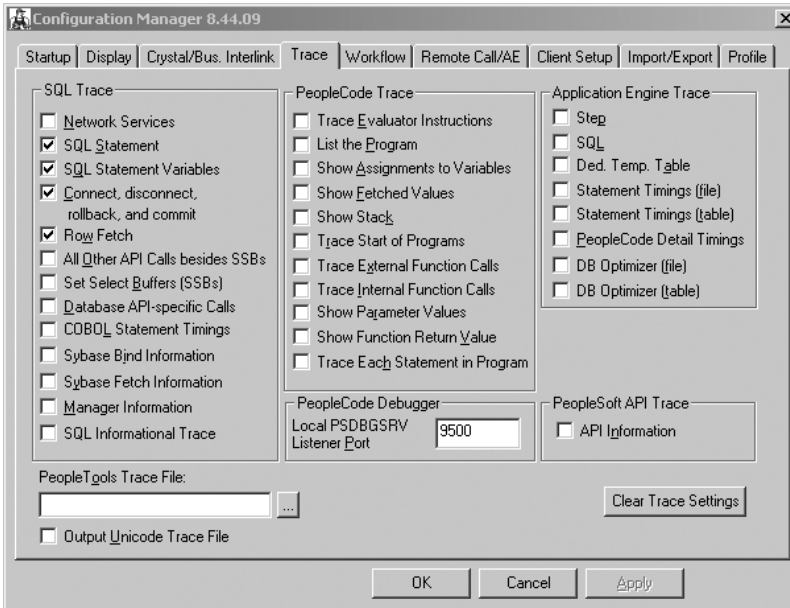 Configuration Manager 8.44.09
Startup Display Crystal/Bus. Interlink Trace Workflow Remote Call/AE Client Setup Import/Export Profile
SQL Trace
Network Services
SQL Statement
SQL Statement Variables
Connect, disconnect,
rollback, and commit
Row Fetch
All Other API Calls besides SSBs
Set Select Buffers (SSBs)
Database API-specific Calls
COBOL Statement Timings
Sybase Bind Information
Sybase Fetch Information
Manager Information
SQL Informational Trace
PeopleCode Trace
Trace Evaluator Instructions
List the Program
Show Assignments to Variables
Show Fetched Values
Show Stack
Trace Start of Programs
Trace External Function Calls
Trace Internal Function Calls
Show Parameter Values
Show Function Return Value
Trace Each Statement in Program
Application Engine Trace
Step
SQL
Ded. Temp. Table
Statement Timings (file)
Statement Timings (table)
PeopleCode Detail Timings
DB Optimizer (file)
DB Optimizer (table)
PeopleCode Debugger
Local PSDBGSRV
Listener Port
9500
PeopleSoft API Trace
API Information
PeopleTools Trace File:
...
Output Unicode Trace File
Clear Trace Settings
OK Cancel Apply